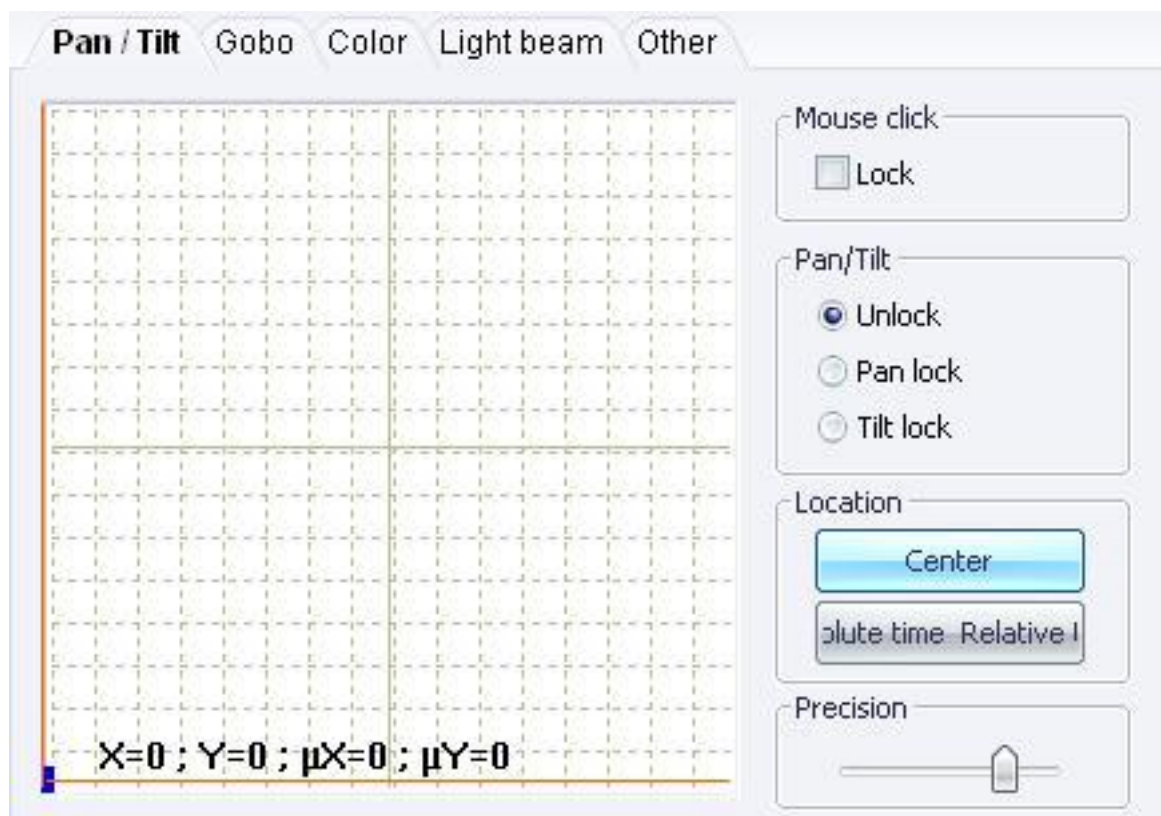 Pan / Tilt Gobo Color Light beam Other
Mouse click
Lock
Pan/Tilt
Unlock
Pan lock
Tilt lock
Location
Center
olute time Relative
Precision
X=0 ; Y=0 ; µX=0 ; µY=0